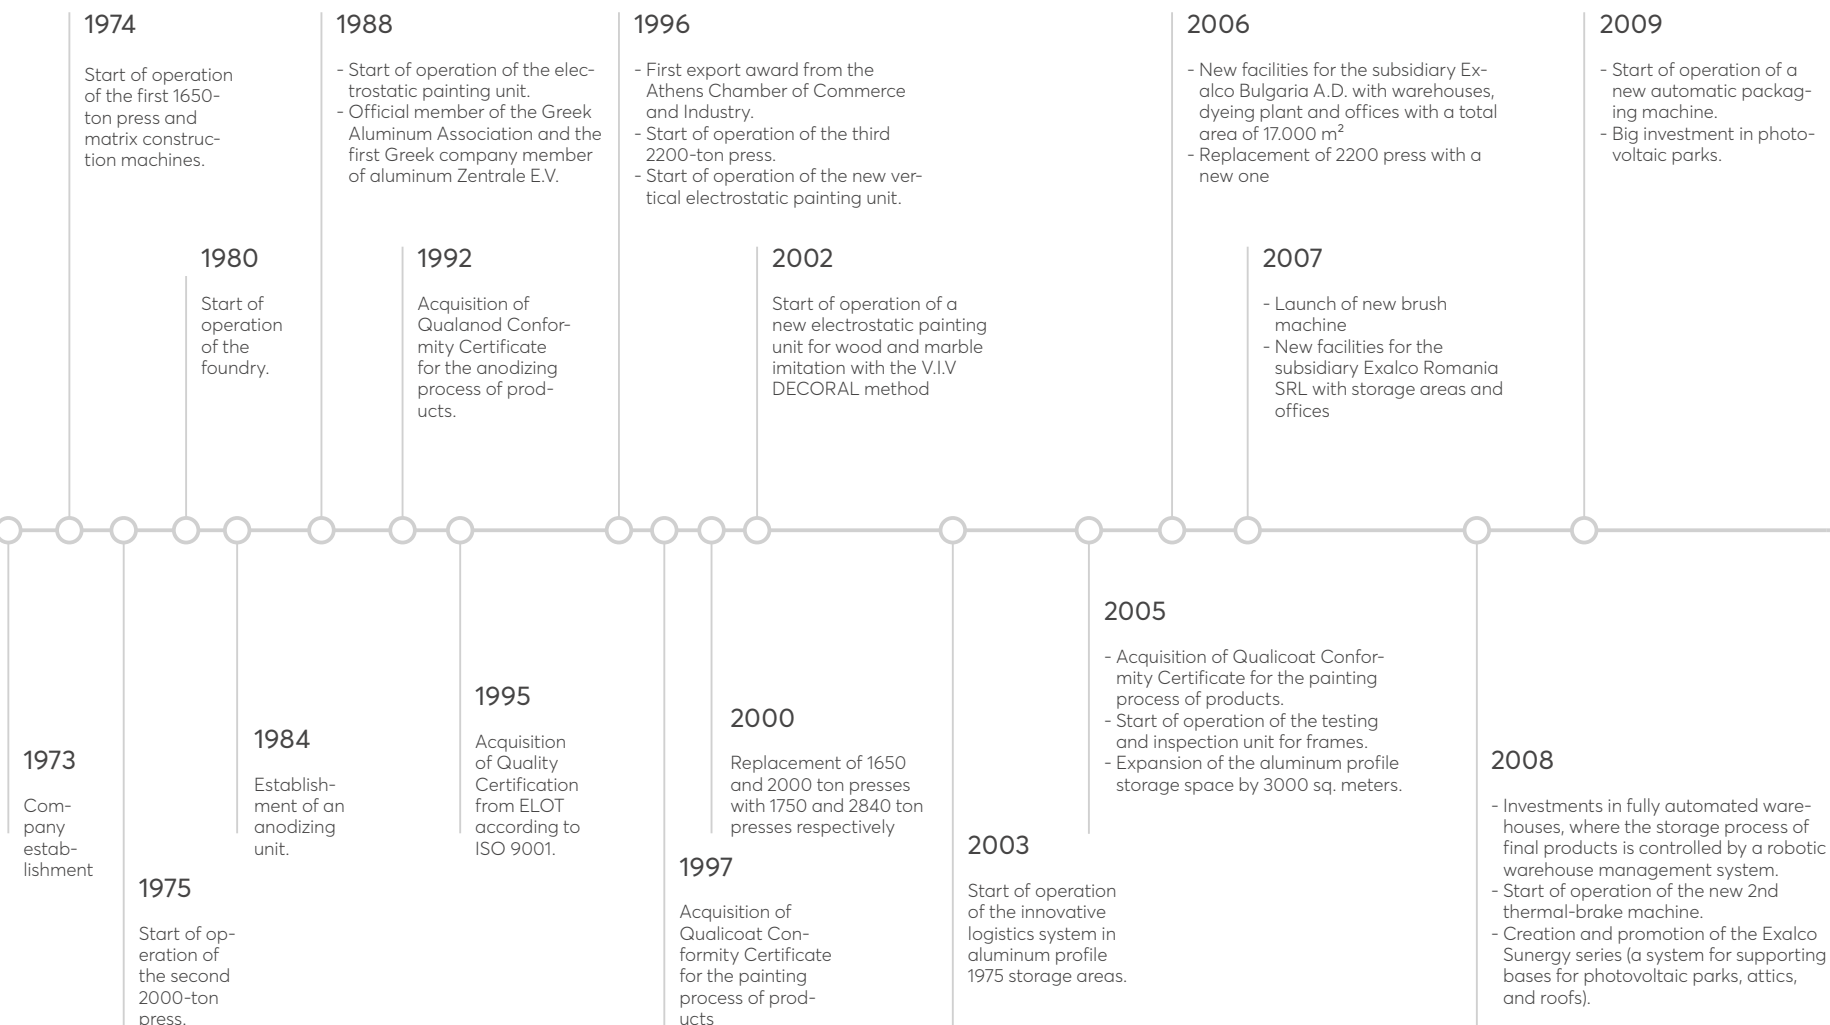 1974
Start of operation
of the first 1650-
ton press and
matrix construc-
tion machines.
1988
- Start of operation of the elec-
trostatic painting unit.
- Official member of the Greek
Aluminum Association and the
first Greek company member
of aluminum Zentrale E.V.
1996
- First export award from the
Athens Chamber of Commerce
and Industry.
- Start of operation of the third
2200-ton press.
- Start of operation of the new ver-
tical electrostatic painting unit.
2006
- New facilities for the subsidiary Ex-
alco Bulgaria A.D. with warehouses,
dyeing plant and offices with a total
area of 17.000 m²
- Replacement of 2200 press with a
new one
2009
- Start of operation of a
new automatic packag-
ing machine.
- Big investment in photo-
voltaic parks.
1980
Start of
operation
of the
foundry.
1992
Acquisition of
Qualanod Confor-
mity Certificate
for the anodizing
process of prod-
ucts.
2002
Start of operation of a
new electrostatic painting
unit for wood and marble
imitation with the V.I.V
DECORAL method
2007
- Launch of new brush
machine
- New facilities for the
subsidiary Exalco Romania
SRL with storage areas and
offices
1973
Com-
pany
estab-
lishment
1975
Start of op-
eration of
the second
2000-ton
press.
1984
Establish-
ment of an
anodizing
unit.
1995
Acquisition
of Quality
Certification
from ELOT
according to
ISO 9001.
1997
Acquisition of
Qualicoat Con-
formity Certificate
for the painting
process of prod-
ucts
2000
Replacement of 1650
and 2000 ton presses
with 1750 and 2840 ton
presses respectively
2003
Start of operation
of the innovative
logistics system in
aluminum profile
1975 storage areas.
2005
- Acquisition of Qualicoat Confor-
mity Certificate for the painting
process of products.
- Start of operation of the testing
and inspection unit for frames.
- Expansion of the aluminum profile
storage space by 3000 sq. meters.
2008
- Investments in fully automated ware-
houses, where the storage process of
final products is controlled by a robotic
warehouse management system.
- Start of operation of the new 2nd
thermal-brake machine.
- Creation and promotion of the Exalco
Sunergy series (a system for supporting
bases for photovoltaic parks, attics,
and roofs).